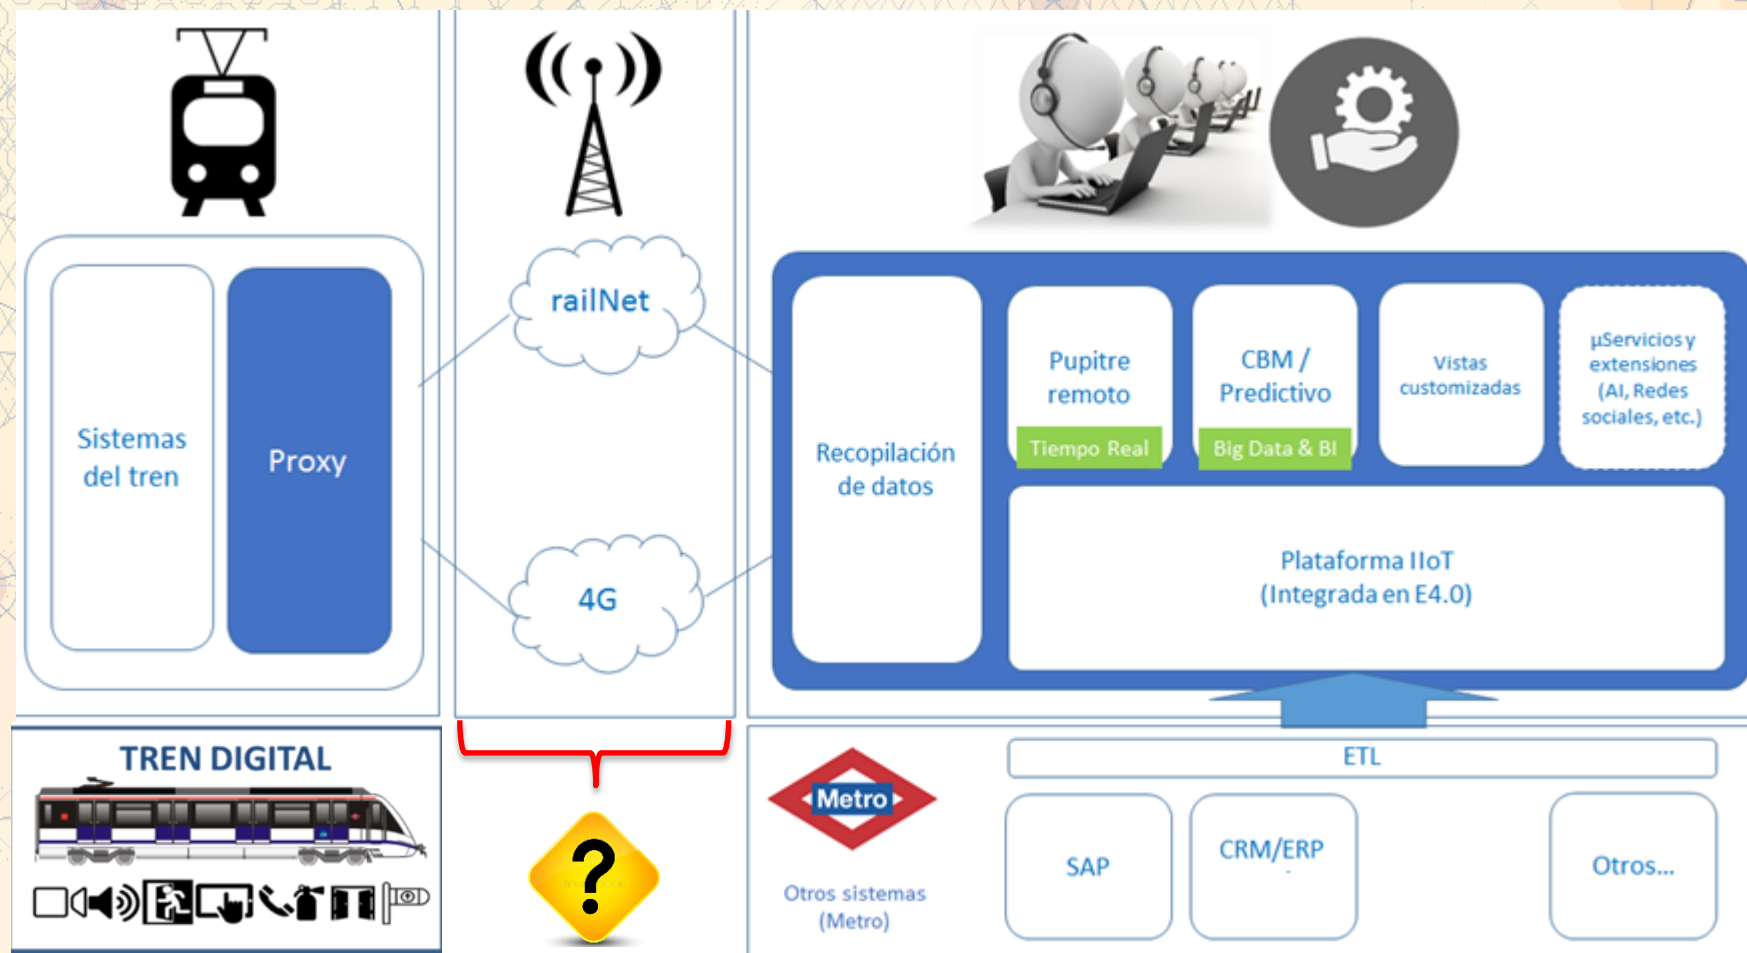 Sistemas
del tren
Proxy
railNet
4G
Recopilación
de datos
Pupitre
remoto
Tiempo Real
CBM /
Predictivo
Big Data & BI
Vistas
customizadas
µServicios y
extensiones
(AI, Redes
sociales, etc.)
Plataforma IIoT
(Integrada en E4.0)
TREN DIGITAL
?
Metro
Otros sistemas
(Metro)
ETL
SAP
CRM/ERP
Otros...